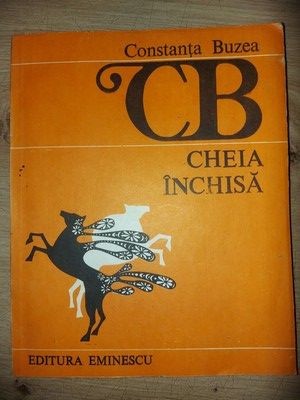 Constanța Buzea
CB
CHEIA
ÎNCHISĂ
EDITURA EMINESCU